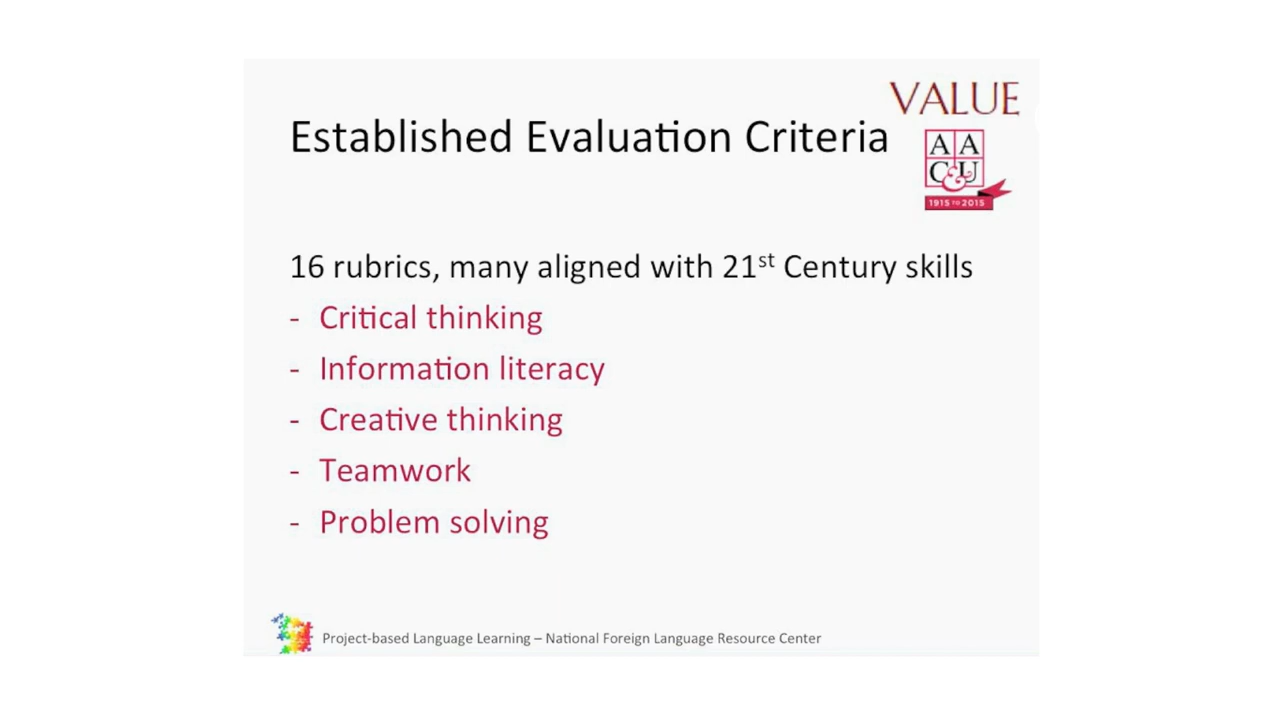 VALUE
Established Evaluation Criteria
A A
C & U
1915 TO 2015
16 rubrics, many aligned with 21st Century skills
- Critical thinking
- Information literacy
- Creative thinking
- Teamwork
- Problem solving
Project-based Language Learning – National Foreign Language Resource Center